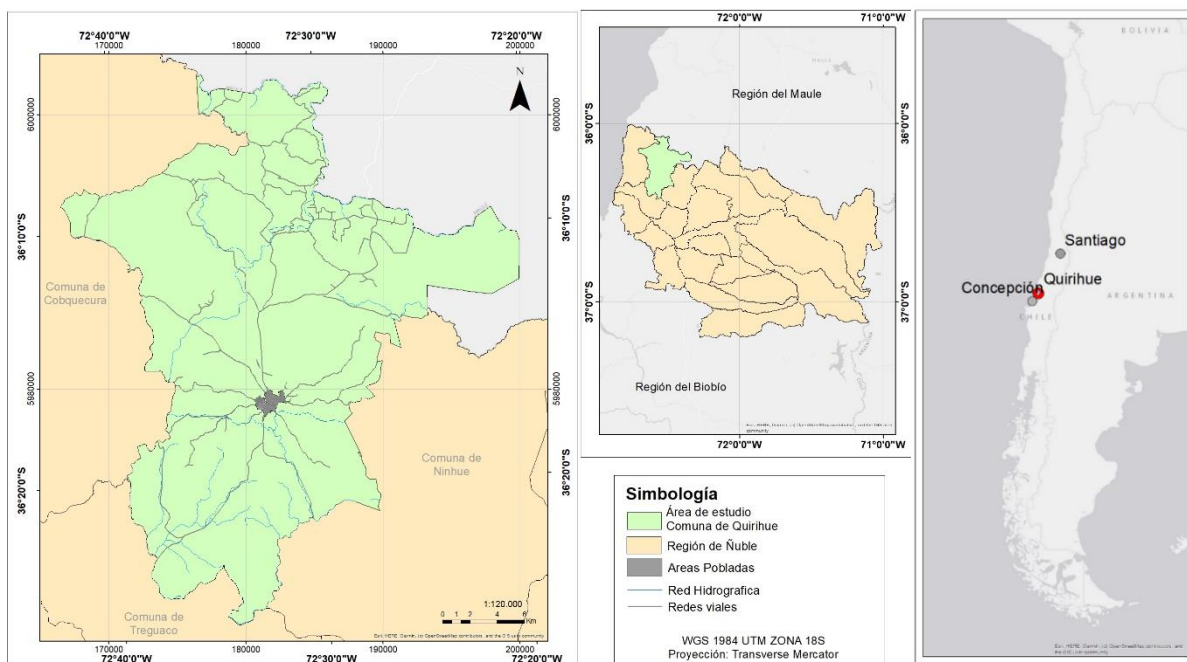 72°40'0"W
72°30'0"W
72°20'0"W
170000
180000
190000
200000
N
6000000
5980000
36°10'0"S
36°20'0"S
36°10'0"S
36°20'0"S
Comuna de
Cobquecura
Comuna de
Ninhue
Comuna de
Treguaco
1:120.000
0 1 2 4 6
Km
170000
180000
190000
200000
72°40'0"W
72°30'0"W
72°20'0"W
72°0'0"W
71°0'0"W
Región del Maule
36°0'0"S
37°0'0"S
36°0'0"S
37°0'0"S
Región del Biobío
72°0'0"W
71°0'0"W
Simbología
Área de estudio
Comuna de Quirihue
Región de Ñuble
Areas Pobladas
Red Hidrografica
Redes viales
WGS 1984 UTM ZONA 18S
Proyección: Transverse Mercator
BOLIVIA
Santiago
Quirihue
Concepción
ARGENTINA
CHILE